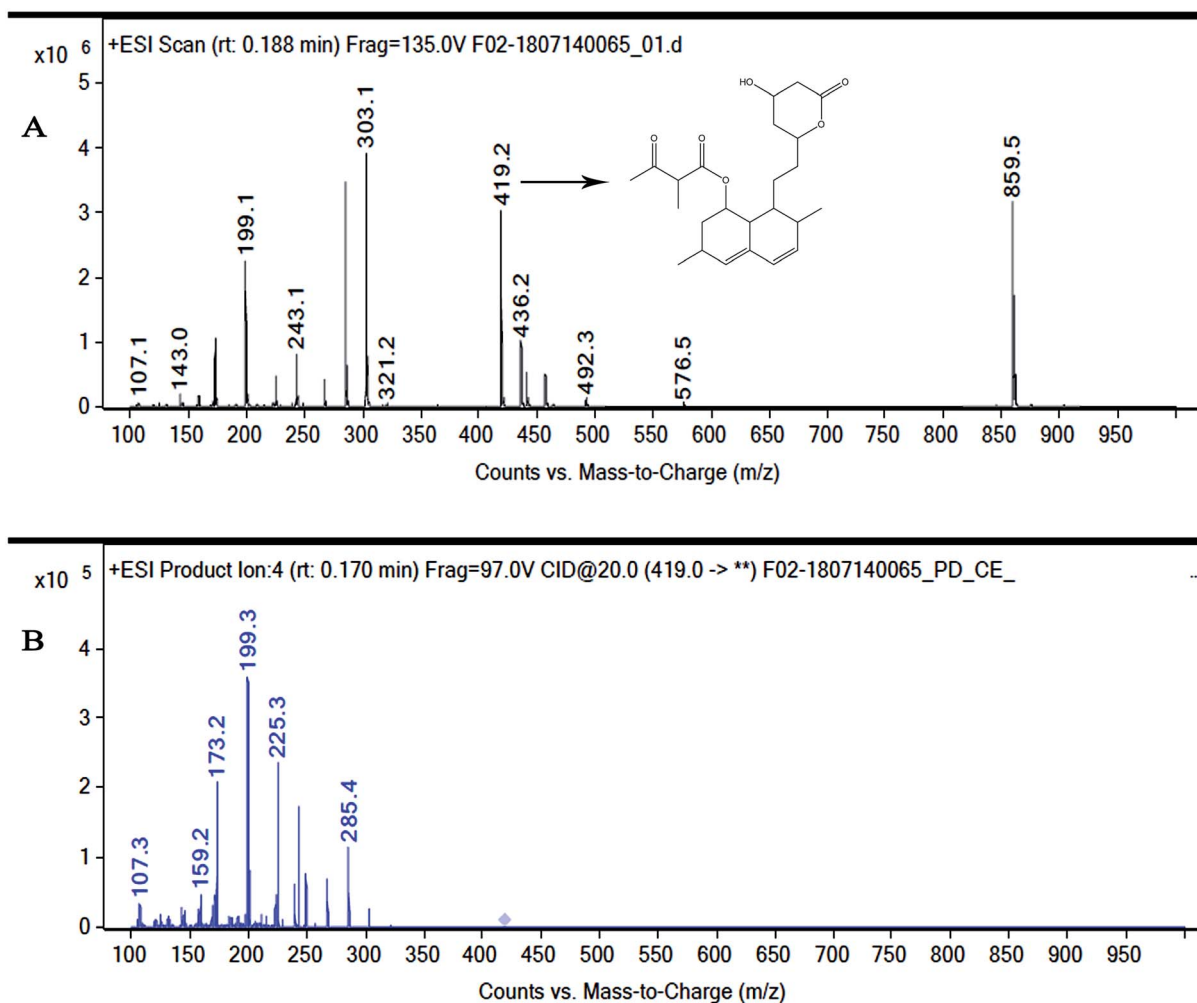 +ESI Scan (rt: 0.188 min) Frag=135.0V F02-1807140065_01.d
x10 6
5
4
3
2
1
0
A
107.1
143.0
199.1
243.1
303.1
321.2
419.2
436.2
492.3
576.5
859.5
HO
O
O
O
O
O
100 150 200 250 300 350 400 450 500 550 600 650 700 750 800 850 900 950
Counts vs. Mass-to-Charge (m/z)
+ESI Product Ion:4 (rt: 0.170 min) Frag=97.0V CID@20.0 (419.0 -> **) F02-1807140065_PD_CE_ ..
x10 5
4
3
2
1
0
B
107.3
159.2
173.2
199.3
225.3
285.4
100 150 200 250 300 350 400 450 500 550 600 650 700 750 800 850 900 950
Counts vs. Mass-to-Charge (m/z)